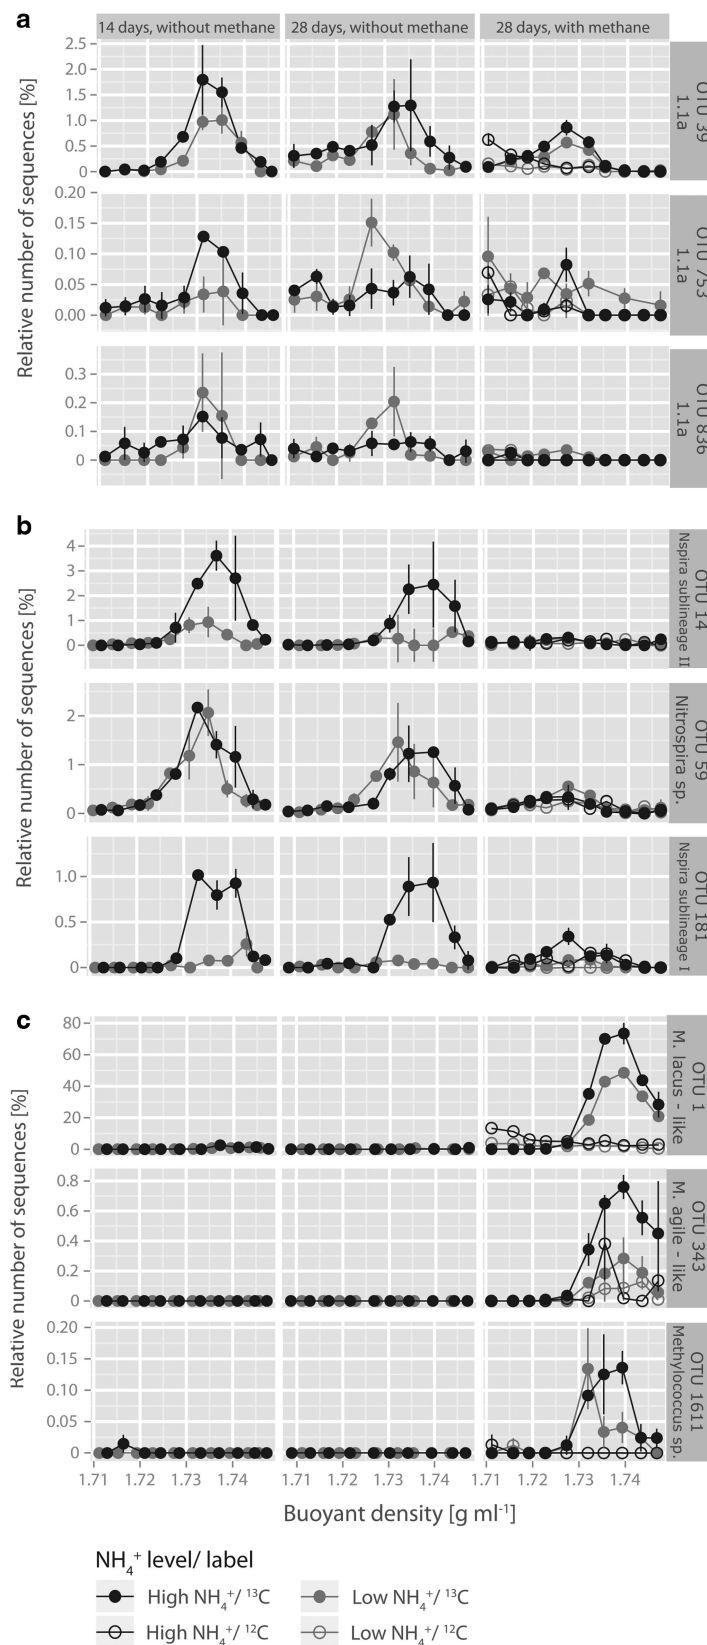 a
14 days, without methane
28 days, without methane
28 days, with methane
Relative number of sequences [%]
2.5
2.0
1.5
1.0
0.5
0
OTU 39
1.1a
0.20
0.15
0.10
0.05
0.00
OTU 753
1.1a
0.3
0.2
0.1
0
OTU 836
1.1a
b
Relative number of sequences [%]
4
3
2
1
0
OTU 14
Nspira sublineage II
2
1
0
OTU 59
Nitrospira sp.
1.0
0.5
0
OTU 181
Nspira sublineage I
c
Relative number of sequences [%]
80
60
40
20
0
OTU 1
M. lacus - like
0.8
0.6
0.4
0.2
0
OTU 343
M. agile - like
0.20
0.15
0.10
0.05
0
OTU 1611
Methylococcus sp.
1.71 1.72 1.73 1.74 1.71 1.72 1.73 1.74 1.71 1.72 1.73 1.74
Buoyant density [g ml⁻¹]
NH₄⁺ level/ label
High NH₄⁺/ ¹³C
Low NH₄⁺/ ¹³C
High NH₄⁺/ ¹²C
Low NH₄⁺/ ¹²C